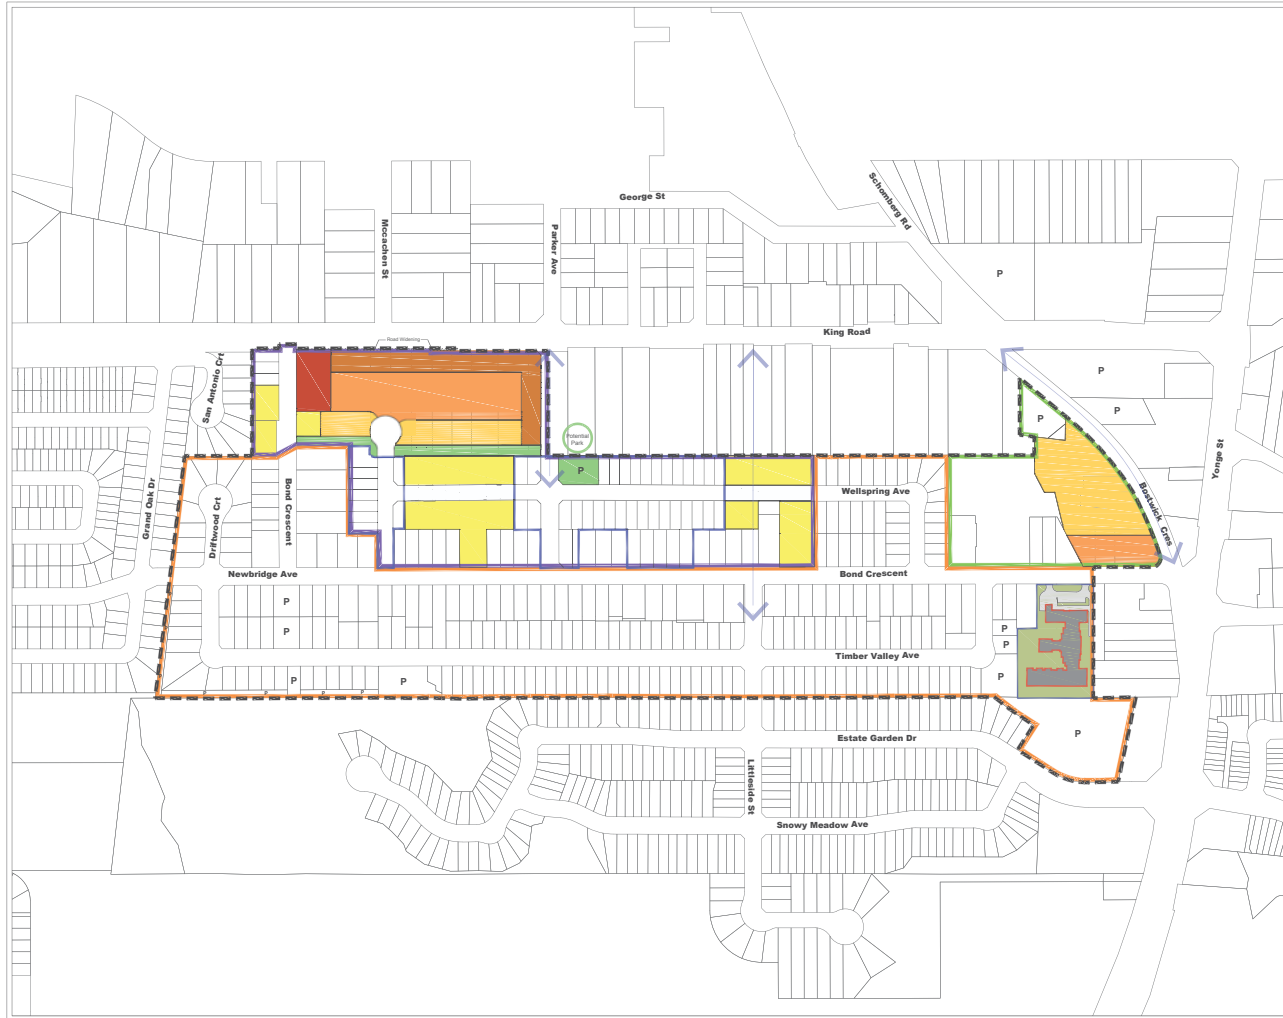 George St
Schomberg Rd
Mccachen St
Parker Ave
P
King Road
Road Widening
San Antonio Crt
P
P
P
Potential
Park
P
Yonge St
Grand Oak Dr
Driftwood Crt
Bond Crescent
Wellspring Ave
Bostwick Cres
Newbridge Ave
Bond Crescent
P
P
P
P
Timber Valley Ave
P
P
P
P
P
P
P
P
P
Estate Garden Dr
Littleside St
Snowy Meadow Ave